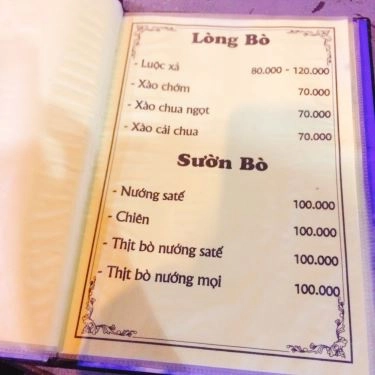 Lòng Bò
- Luộc xả 80.000 - 120.000
- Xào chớm 70.000
- Xào chua ngọt 70.000
- Xào cải chua 70.000
Sườn Bò
- Nướng satế 100.000
- Chiên 100.000
- Thịt bò nướng satế 100.000
- Thịt bò nướng mọi 100.000